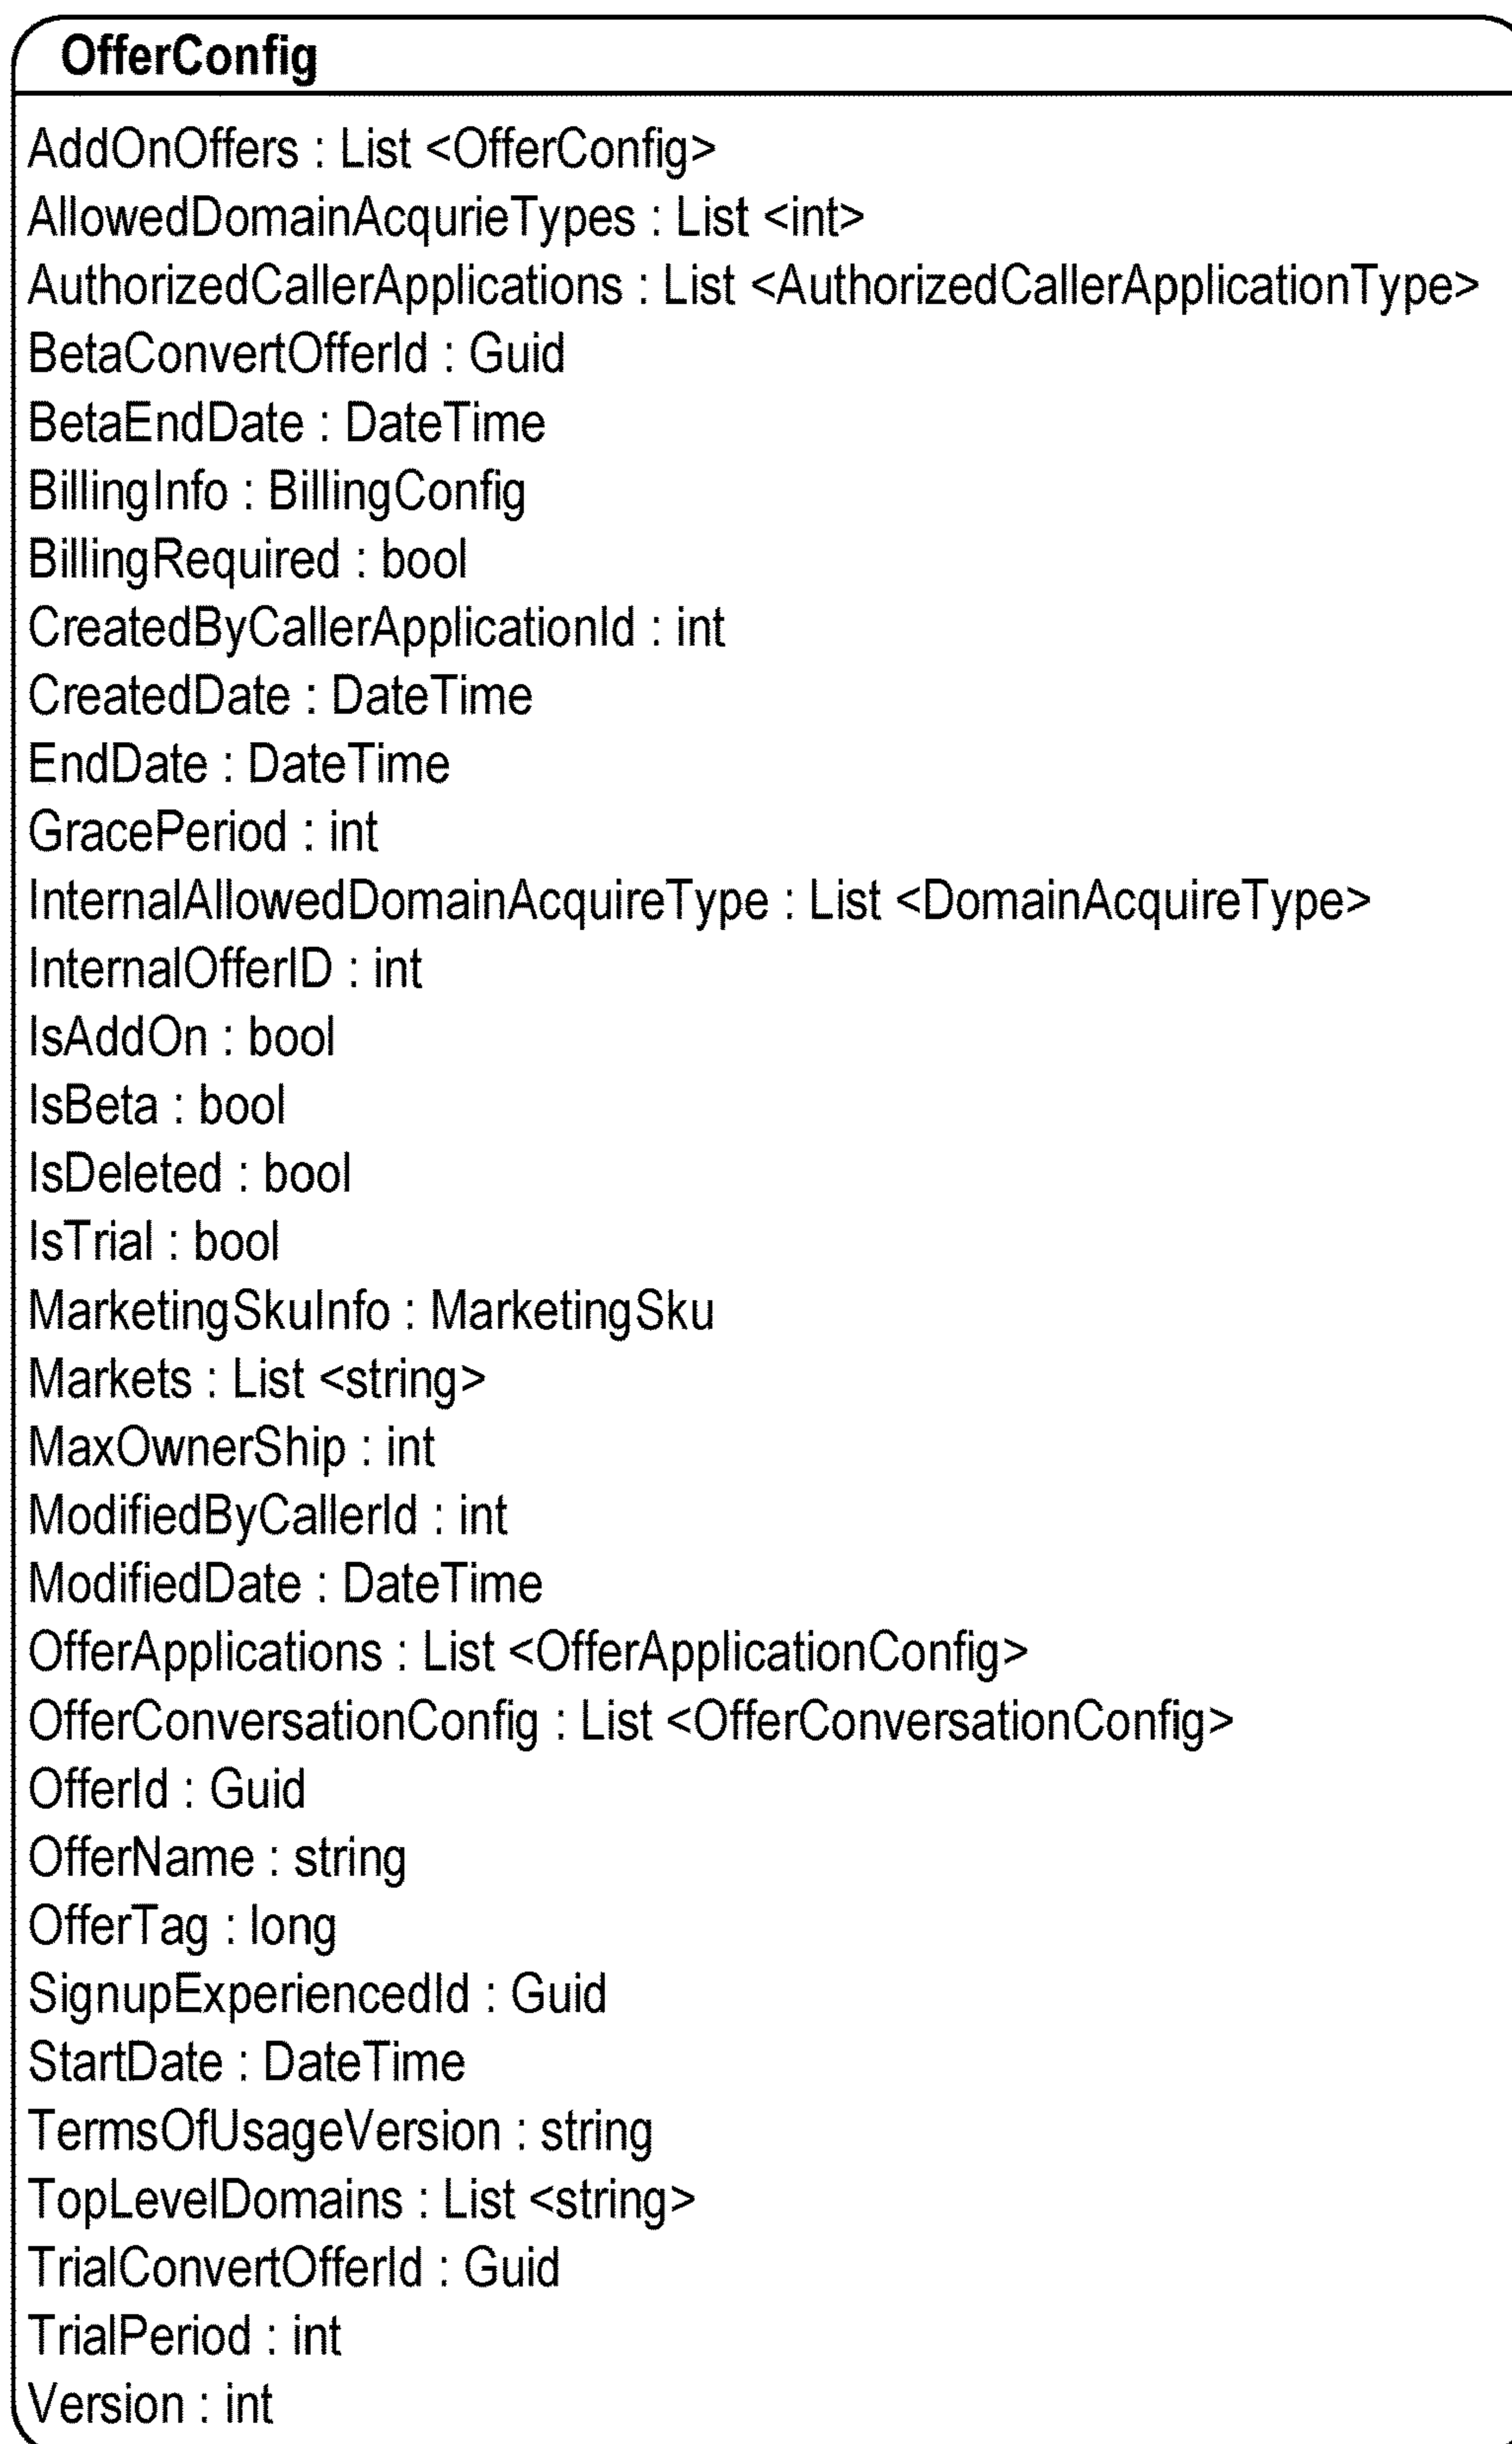 OfferConfig
AddOnOffers : List <OfferConfig>
AllowedDomainAcqurieTypes : List <int>
AuthorizedCallerApplications : List <AuthorizedCallerApplicationType>
BetaConvertOfferId : Guid
BetaEndDate : DateTime
BillingInfo : BillingConfig
BillingRequired : bool
CreatedByCallerApplicationId : int
CreatedDate : DateTime
EndDate : DateTime
GracePeriod : int
InternalAllowedDomainAcquireType : List <DomainAcquireType>
InternalOfferID : int
IsAddOn : bool
IsBeta : bool
IsDeleted : bool
IsTrial : bool
MarketingSkuInfo : MarketingSku
Markets : List <string>
MaxOwnerShip : int
ModifiedByCallerId : int
ModifiedDate : DateTime
OfferApplications : List <OfferApplicationConfig>
OfferConversationConfig : List <OfferConversationConfig>
OfferId : Guid
OfferName : string
OfferTag : long
SignupExperiencedId : Guid
StartDate : DateTime
TermsOfUsageVersion : string
TopLevelDomains : List <string>
TrialConvertOfferId : Guid
TrialPeriod : int
Version : int